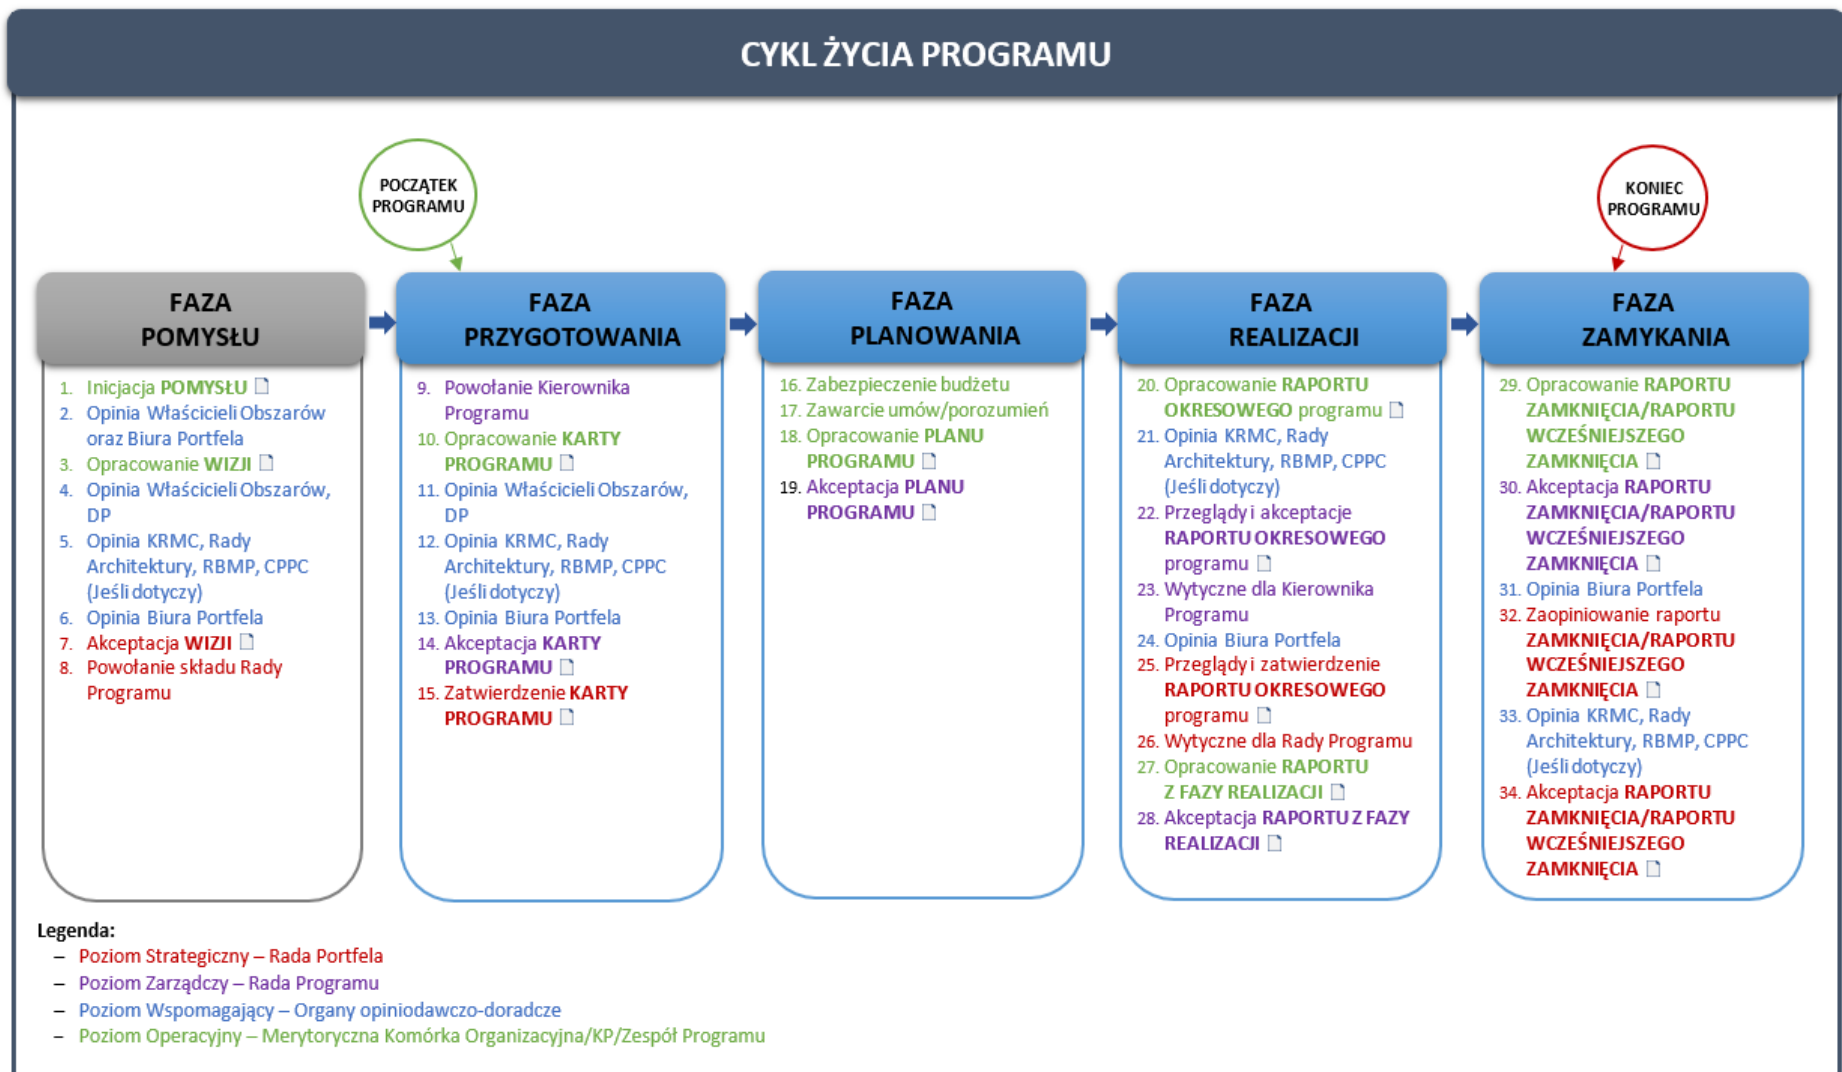 CYKL ŻYCIA PROGRAMU
POCZĄTEK
PROGRAMU
KONIEC
PROGRAMU
FAZA
POMYSŁU
1. Inicjacja POMYSŁU
2. Opinia Właścicieli Obszarów
oraz Biura Portfela
3. Opracowanie WIZJI
4. Opinia Właścicieli Obszarów,
DP
5. Opinia KRMC, Rady
Architektury, RBMP, CPPC
(Jeśli dotyczy)
6. Opinia Biura Portfela
7. Akceptacja WIZJI
8. Powołanie składu Rady
Programu
FAZA
PRZYGOTOWANIA
9. Powołanie Kierownika
Programu
10. Opracowanie KARTY
PROGRAMU
11. Opinia Właścicieli Obszarów,
DP
12. Opinia KRMC, Rady
Architektury, RBMP, CPPC
(Jeśli dotyczy)
13. Opinia Biura Portfela
14. Akceptacja KARTY
PROGRAMU
15. Zatwierdzenie KARTY
PROGRAMU
FAZA
PLANOWANIA
16. Zabezpieczenie budżetu
17. Zawarcie umów/porozumień
18. Opracowanie PLANU
PROGRAMU
19. Akceptacja PLANU
PROGRAMU
FAZA
REALIZACJI
20. Opracowanie RAPORTU
OKRESOWEGO programu
21. Opinia KRMC, Rady
Architektury, RBMP, CPPC
(Jeśli dotyczy)
22. Przeglądy i akceptacje
RAPORTU OKRESOWEGO
programu
23. Wytyczne dla Kierownika
Programu
24. Opinia Biura Portfela
25. Przeglądy i zatwierdzenie
RAPORTU OKRESOWEGO
programu
26. Wytyczne dla Rady Programu
27. Opracowanie RAPORTU
Z FAZY REALIZACJI
28. Akceptacja RAPORTU Z FAZY
REALIZACJI
FAZA
ZAMYKANIA
29. Opracowanie RAPORTU
ZAMKNIĘCIA/RAPORTU
WCZEŚNIEJSZEGO
ZAMKNIĘCIA
30. Akceptacja RAPORTU
ZAMKNIĘCIA/RAPORTU
WCZEŚNIEJSZEGO
ZAMKNIĘCIA
31. Opinia Biura Portfela
32. Zaopiniowanie raportu
ZAMKNIĘCIA/RAPORTU
WCZEŚNIEJSZEGO
ZAMKNIĘCIA
33. Opinia KRMC, Rady
Architektury, RBMP, CPPC
(Jeśli dotyczy)
34. Akceptacja RAPORTU
ZAMKNIĘCIA/RAPORTU
WCZEŚNIEJSZEGO
ZAMKNIĘCIA
Legenda:
– Poziom Strategiczny – Rada Portfela
– Poziom Zarządczy – Rada Programu
– Poziom Wspomagający – Organy opiniodawczo-doradcze
– Poziom Operacyjny – Merytoryczna Komórka Organizacyjna/KP/Zespół Programu